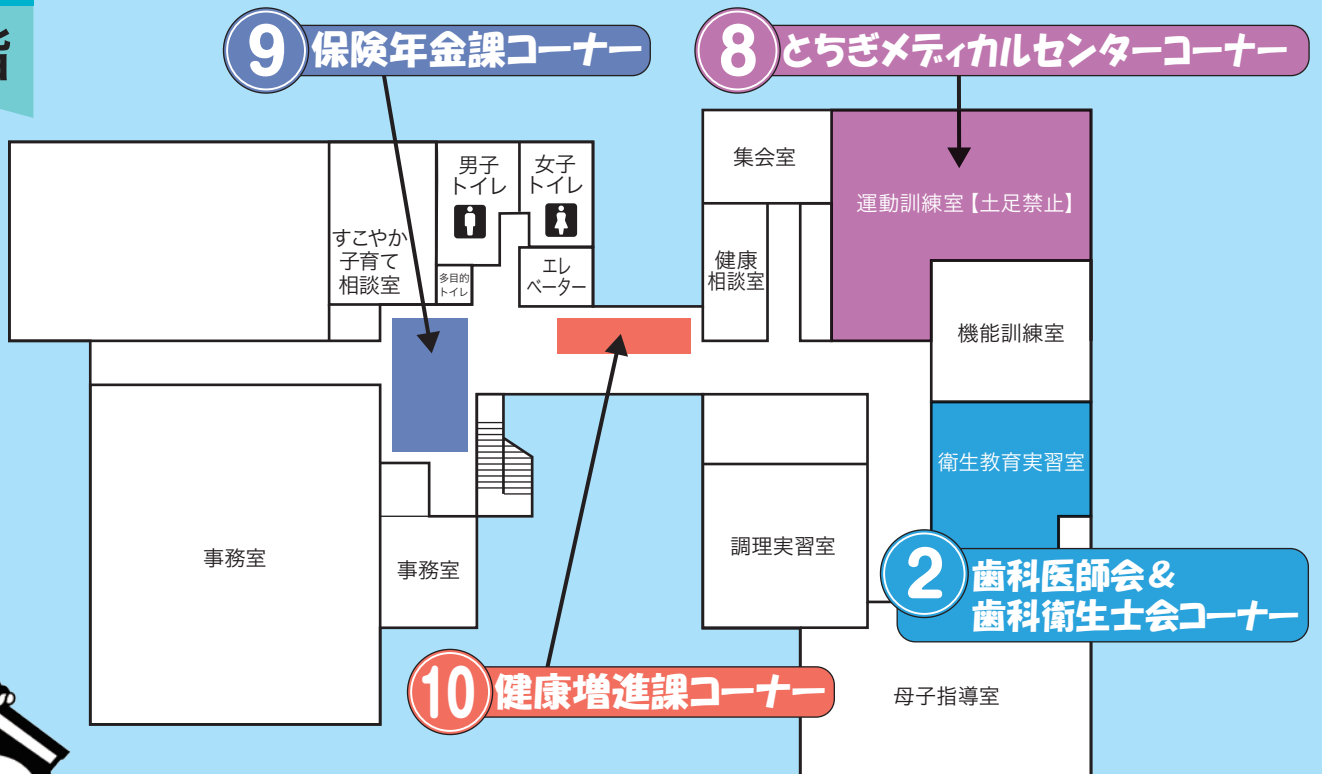 階
9 保険年金課コーナー
8 とちぎメディカルセンターコーナー
男子
トイレ
女子
トイレ
集会室
運動訓練室【土足禁止】
すこやか
子育て
相談室
多目的
トイレ
エレ
ベーター
健康
相談室
機能訓練室
衛生教育実習室
事務室
事務室
調理実習室
2 歯科医師会&
歯科衛生士会コーナー
10 健康増進課コーナー
母子指導室